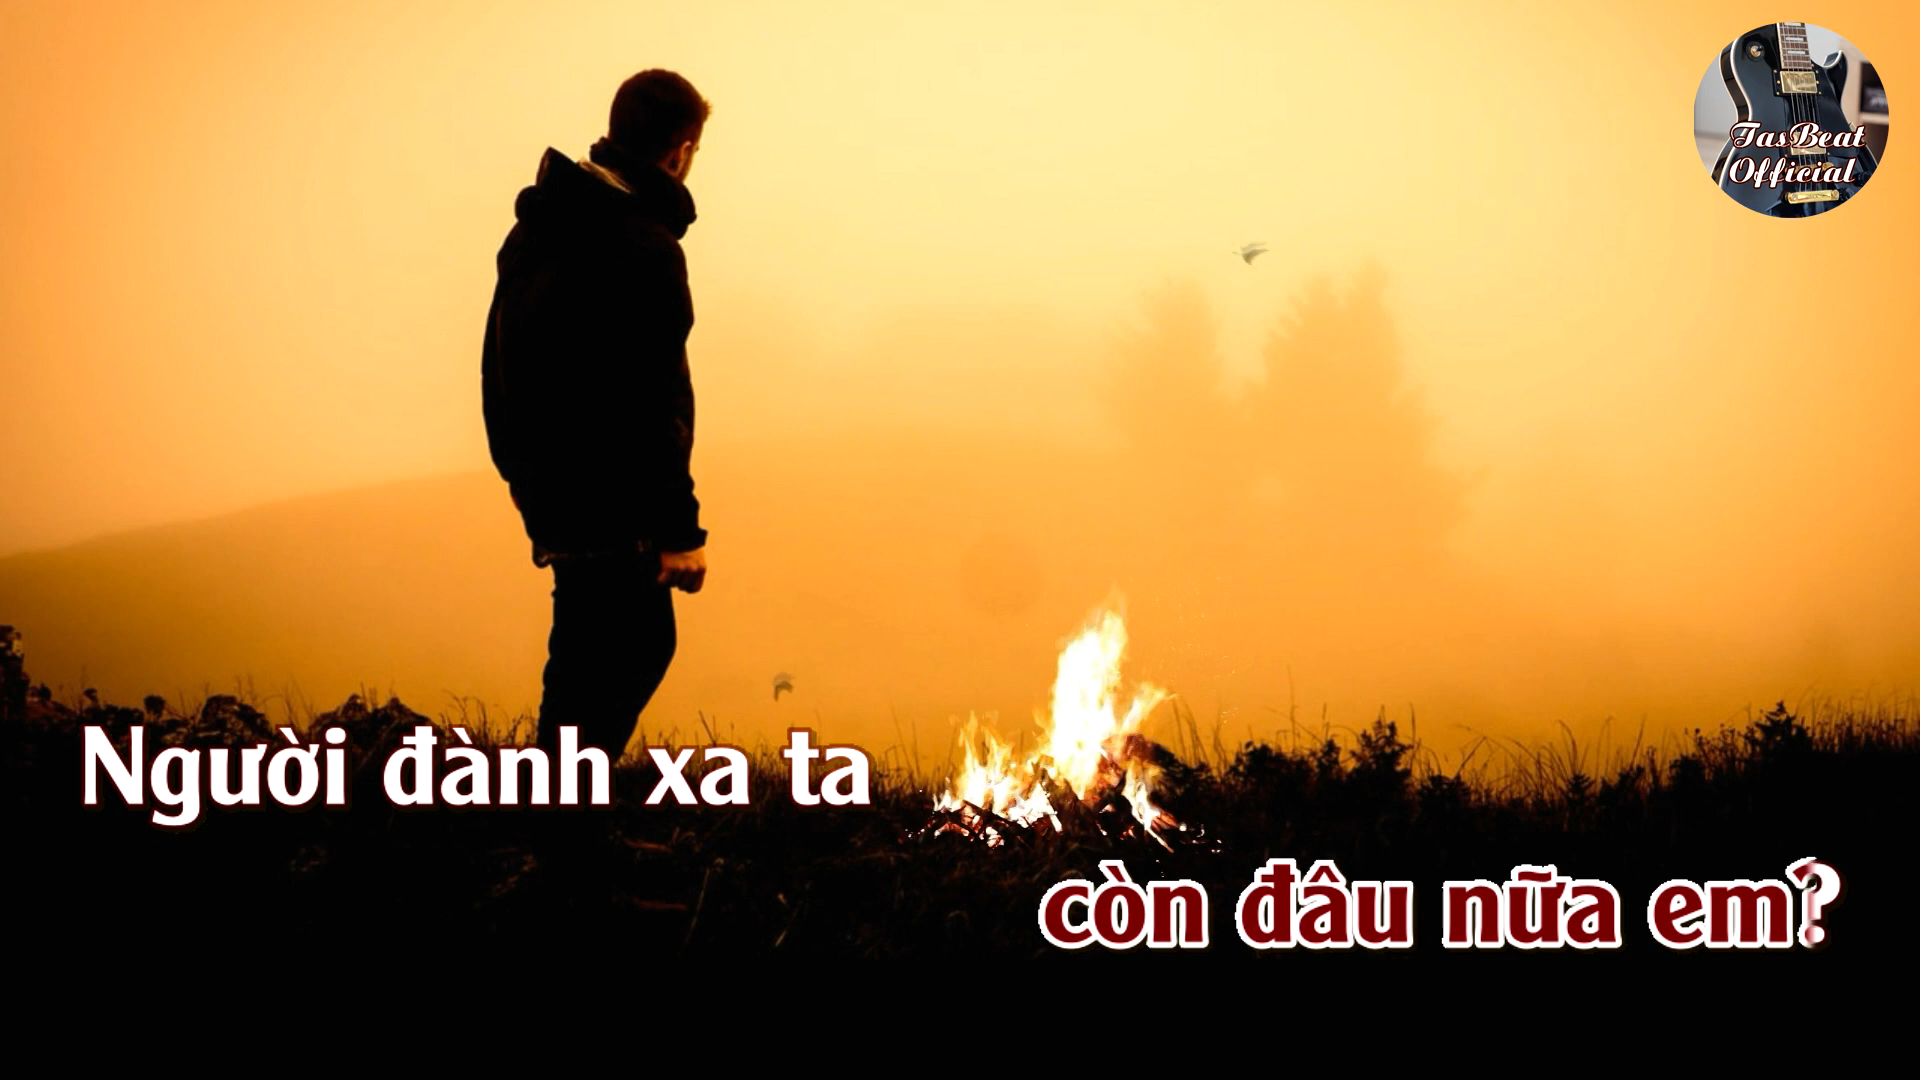 TasBeat
Official
Người đành xa ta
còn đâu nữa em?